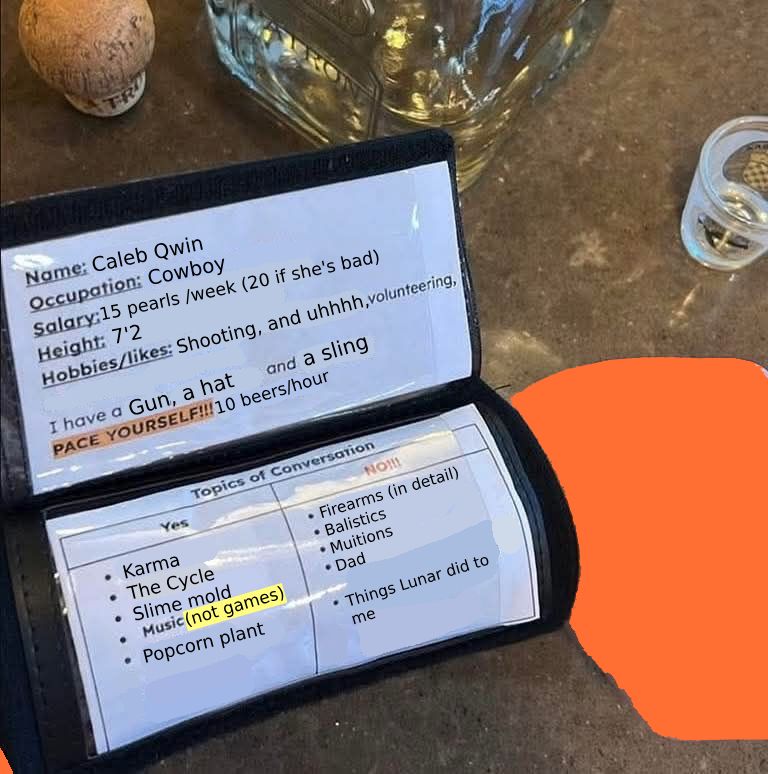 PATRÓN
Name: Caleb Qwin
Occupation: Cowboy
Salary:15 pearls /week (20 if she's bad)
Height: 7'2
Hobbies/likes: Shooting, and uhhhh,volunteering,
I have a Gun, a hat and a sling
PACE YOURSELF!!!10 beers/hour
Topics of Conversation
Yes
NO!!!
• Karma
• The Cycle
• Slime mold
• Music(not games)
• Popcorn plant
• Firearms (in detail)
• Balistics
• Muitions
• Dad
• Things Lunar did to
me